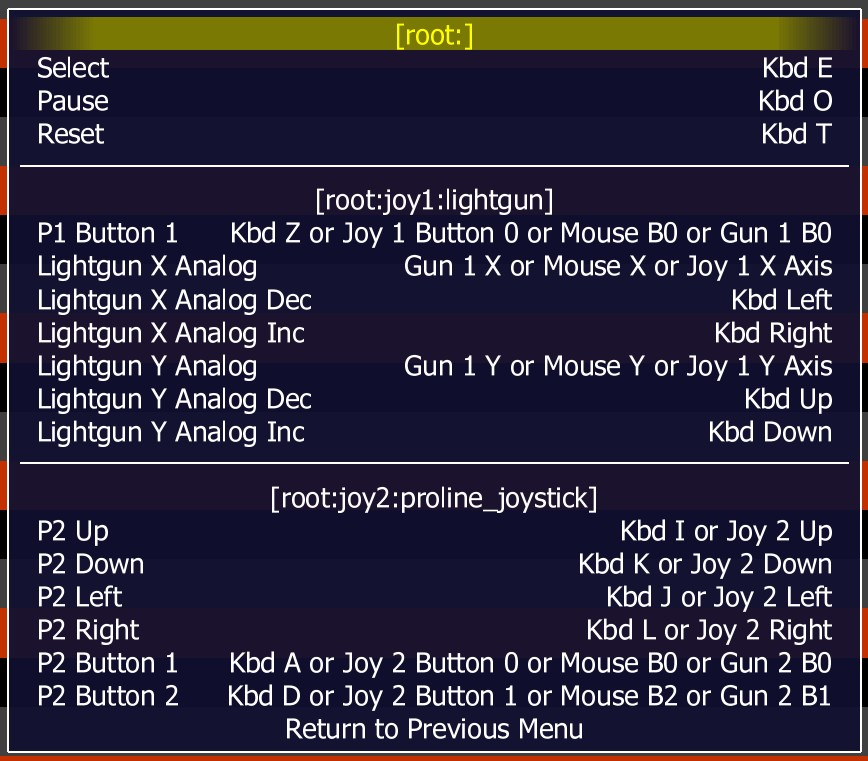 [root:]
Select Kbd E
Pause Kbd O
Reset Kbd T
[root:joy1:lightgun]
P1 Button 1 Kbd Z or Joy 1 Button 0 or Mouse B0 or Gun 1 B0
Lightgun X Analog Gun 1 X or Mouse X or Joy 1 X Axis
Lightgun X Analog Dec Kbd Left
Lightgun X Analog Inc Kbd Right
Lightgun Y Analog Gun 1 Y or Mouse Y or Joy 1 Y Axis
Lightgun Y Analog Dec Kbd Up
Lightgun Y Analog Inc Kbd Down
[root:joy2:proline_joystick]
P2 Up Kbd I or Joy 2 Up
P2 Down Kbd K or Joy 2 Down
P2 Left Kbd J or Joy 2 Left
P2 Right Kbd L or Joy 2 Right
P2 Button 1 Kbd A or Joy 2 Button 0 or Mouse B0 or Gun 2 B0
P2 Button 2 Kbd D or Joy 2 Button 1 or Mouse B2 or Gun 2 B1
Return to Previous Menu